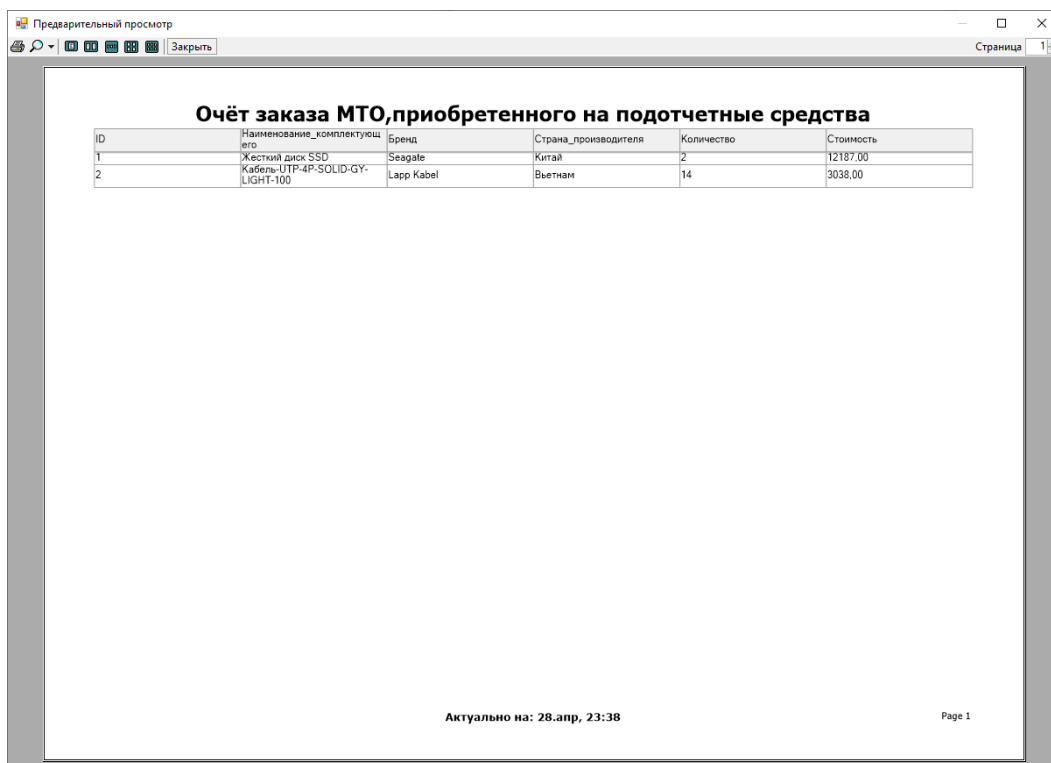 Предварительный просмотр
Закрыть
Страница 1
Очёт заказа МТО,приобретенного на подотчетные средства
ID Наименование_комплектующ
его Бренд Страна_производителя Количество Стоимость
1 Жесткий диск SSD Seagate Китай 2 12187,00
2 Кабель-UTP-4P-SOLID-GY-
LIGHT-100 Lapp Kabel Вьетнам 14 3038,00
Актуально на: 28.апр, 23:38
Page 1